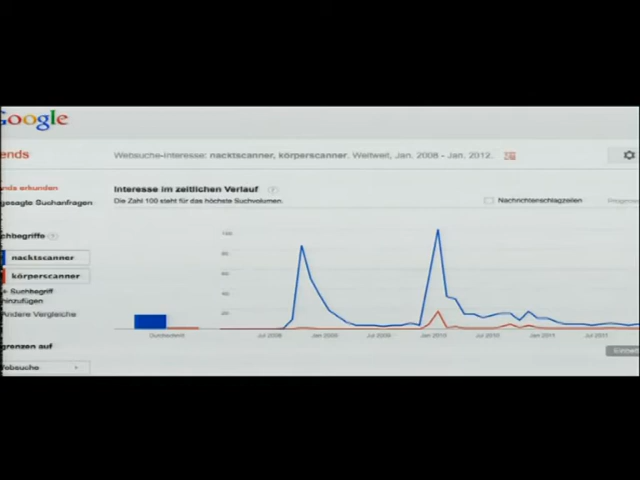 Google
ends
Websuche-Interesse: nacktscanner, körperscanner. Weltweit, Jan. 2008 - Jan. 2012.
ends erkunden
gesagte Suchanfragen
Interesse im zeitlichen Verlauf ?
Die Zahl 100 steht für das höchste Suchvolumen.
Nachrichtenschlagzeilen
chbegriffe ?
nacktscanner
körperscanner
+ Suchbegriff
hinzufügen
Andere Vergleiche
100
80
60
40
20
Durchschnitt
Jul 2008 Jan 2009 Jul 2009 Jan 2010 Jul 2010 Jan 2011 Jul 2011
grenzen auf
Websuche